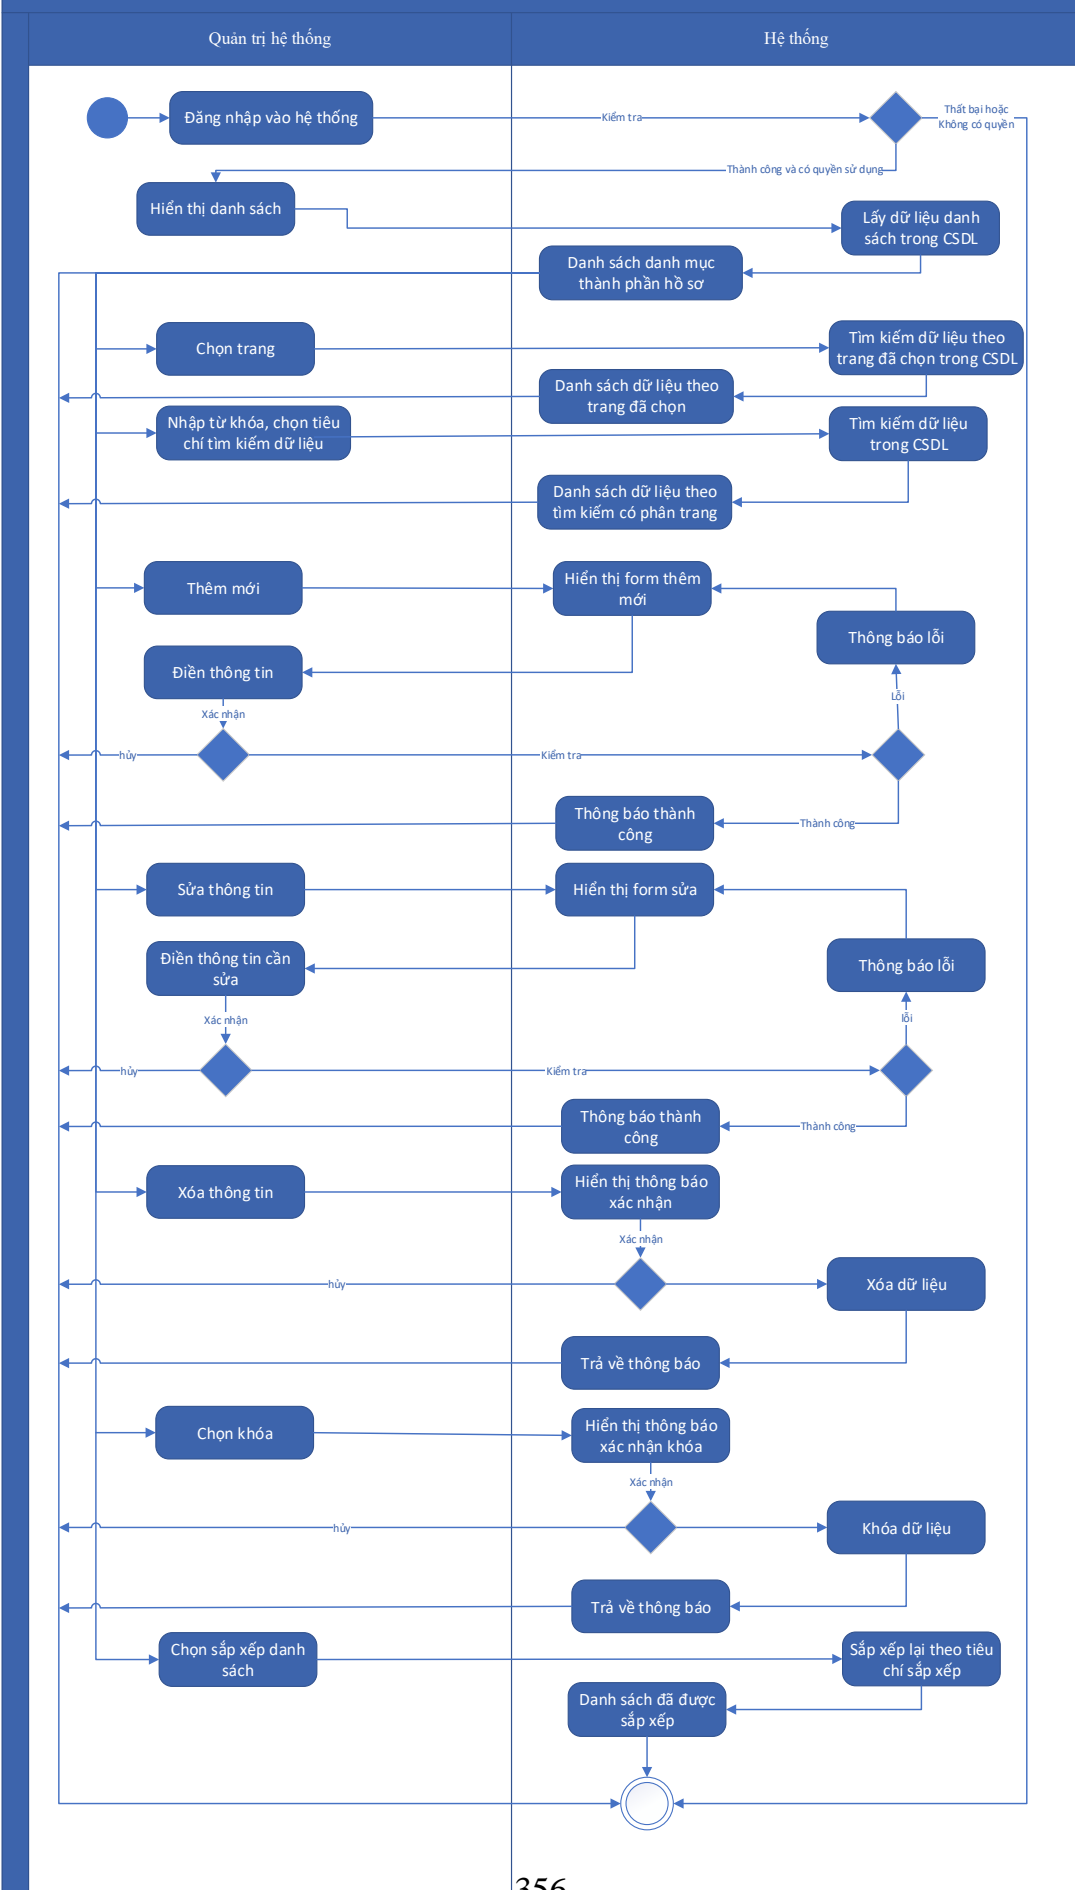 Quản trị hệ thống
Hệ thống
Đăng nhập vào hệ thống
Kiểm tra
Thất bại hoặc
Không có quyền
Thành công và có quyền sử dụng
Hiển thị danh sách
Lấy dữ liệu danh
sách trong CSDL
Danh sách danh mục
thành phần hồ sơ
Chọn trang
Tìm kiếm dữ liệu theo
trang đã chọn trong CSDL
Danh sách dữ liệu theo
trang đã chọn
Nhập từ khóa, chọn tiêu
chí tìm kiếm dữ liệu
Tìm kiếm dữ liệu
trong CSDL
Danh sách dữ liệu theo
tìm kiếm có phân trang
Thêm mới
Hiển thị form thêm
mới
Thông báo lỗi
Điền thông tin
Lỗi
Xác nhận
hủy
Kiểm tra
Thông báo thành
công
Thành công
Sửa thông tin
Hiển thị form sửa
Điền thông tin cần
sửa
Thông báo lỗi
Xác nhận
lỗi
hủy
Kiểm tra
Thông báo thành
công
Thành công
Xóa thông tin
Hiển thị thông báo
xác nhận
Xác nhận
hủy
Xóa dữ liệu
Trả về thông báo
Chọn khóa
Hiển thị thông báo
xác nhận khóa
Xác nhận
hủy
Khóa dữ liệu
Trả về thông báo
Chọn sắp xếp danh
sách
Sắp xếp lại theo tiêu
chí sắp xếp
Danh sách đã được
sắp xếp
356